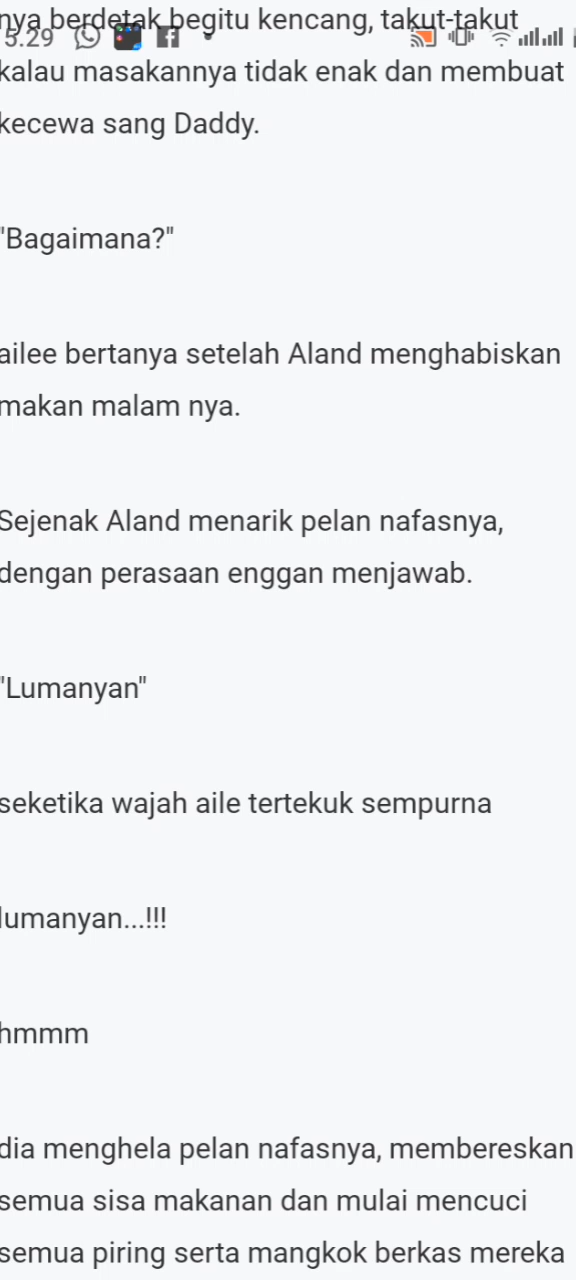 nya berdetak begitu kencang, takut-takut
5.29
kalau masakannya tidak enak dan membuat
kecewa sang Daddy.
"Bagaimana?"
ailee bertanya setelah Aland menghabiskan
makan malam nya.
Sejenak Aland menarik pelan nafasnya,
dengan perasaan enggan menjawab.
"Lumanyan"
seketika wajah aile tertekuk sempurna
lumanyan...!!!
hmmm
dia menghela pelan nafasnya, membereskan
semua sisa makanan dan mulai mencuci
semua piring serta mangkok berkas mereka